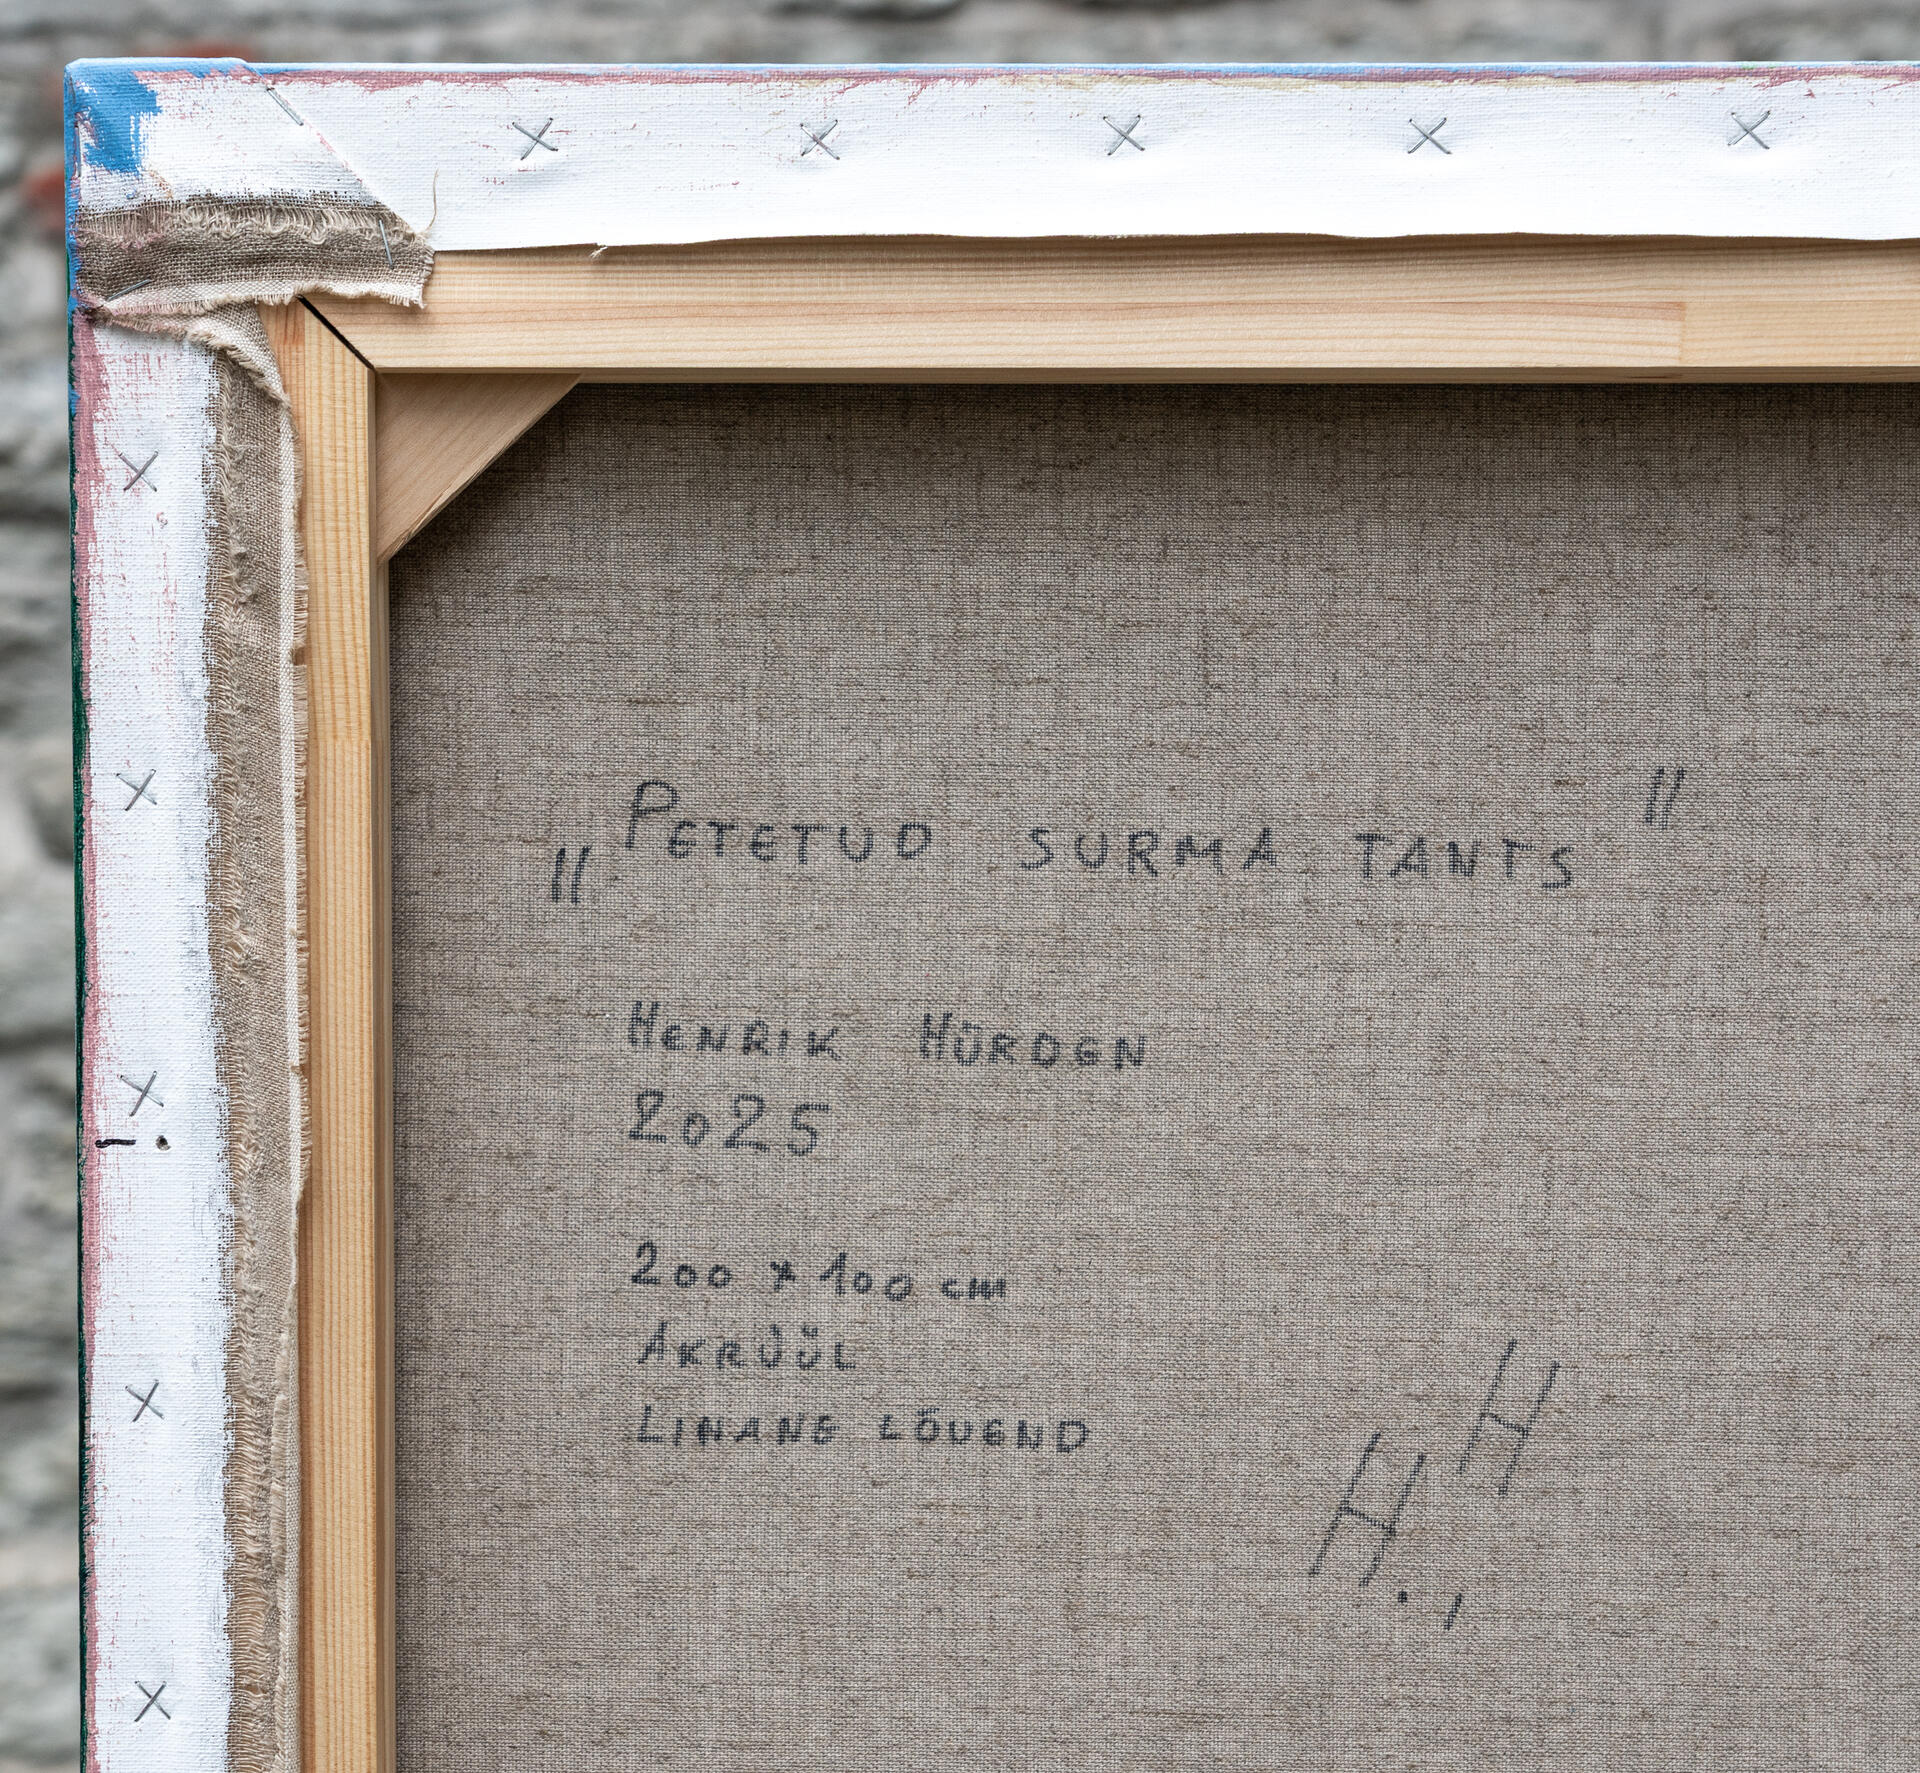 „Petetud surma tants"
Henrik Hürden
2025
200 x 100 cm
Akrüül
Linane lõuend
H
H.,